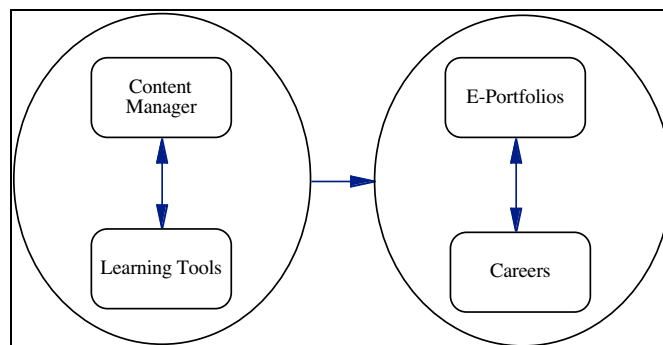 Content
Manager
E-Portfolios
Learning Tools
Careers